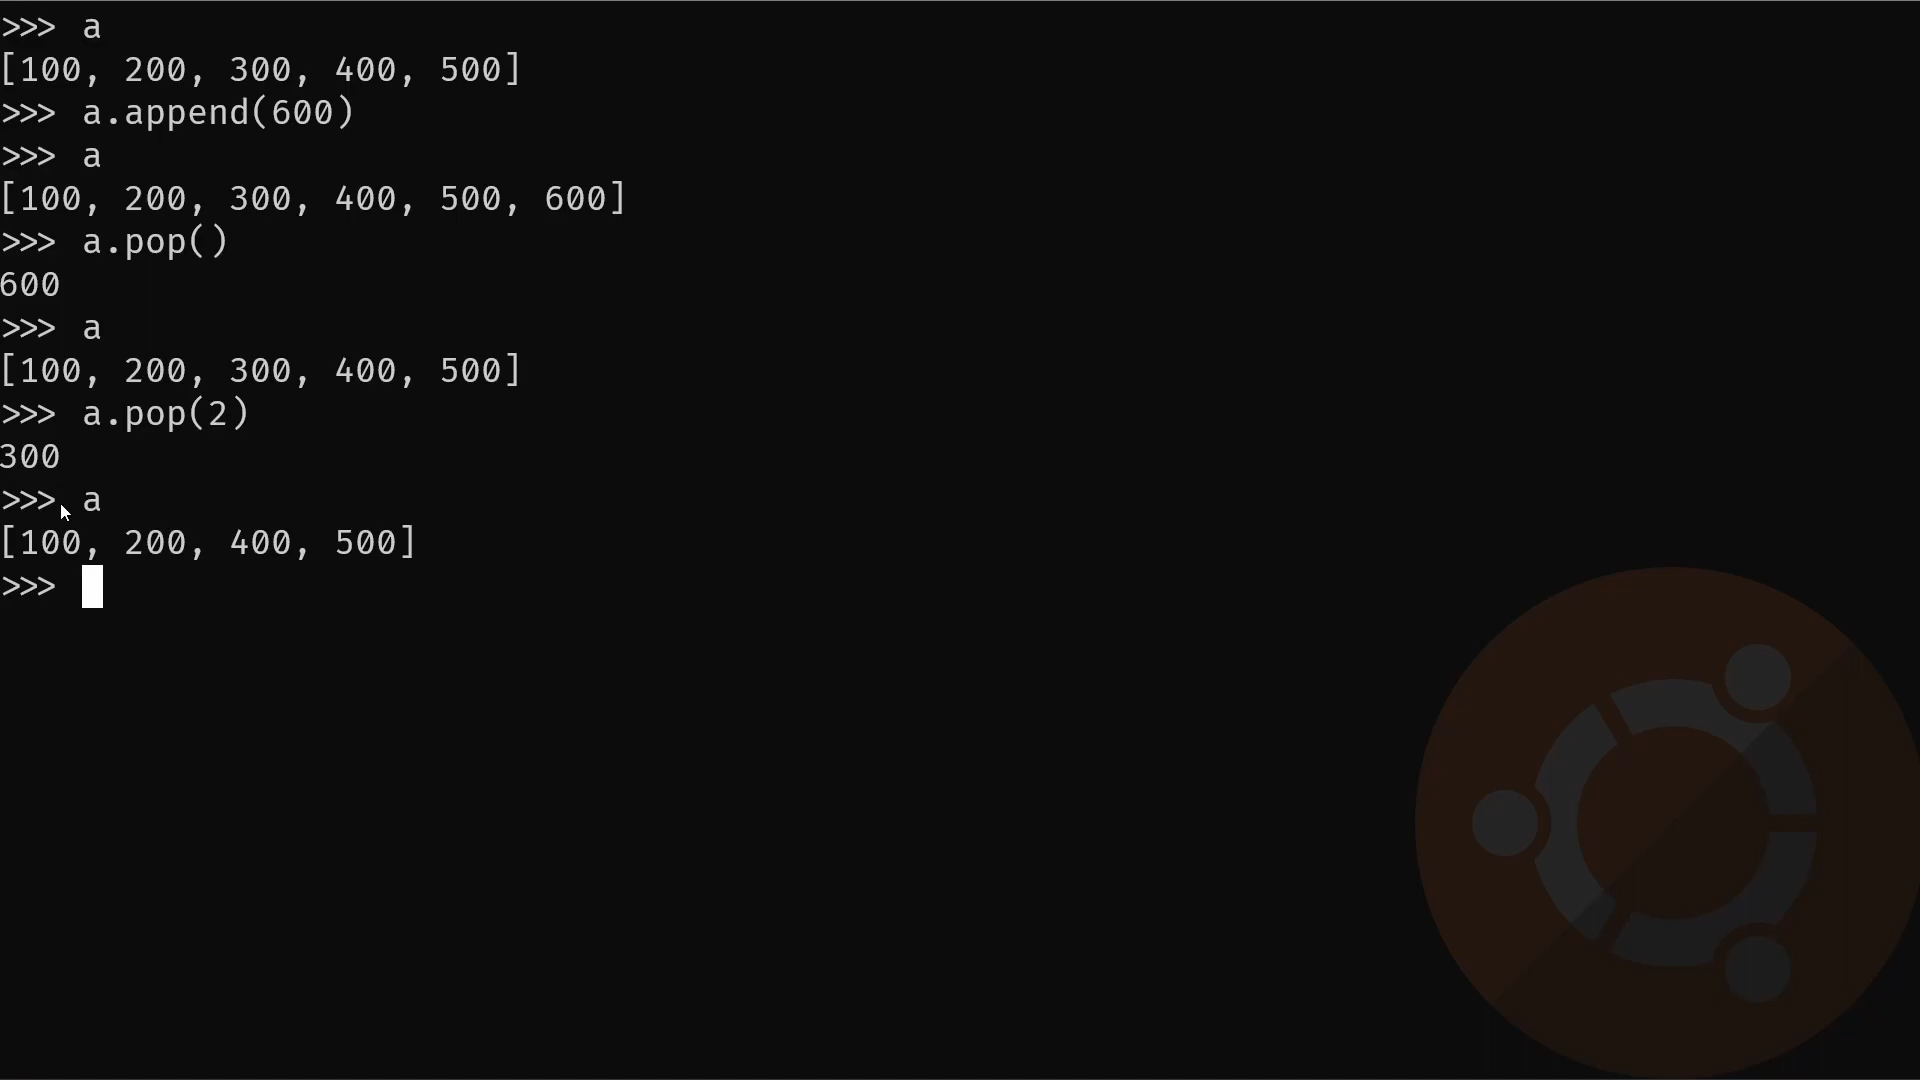 >>> a
[100, 200, 300, 400, 500]
>>> a.append(600)
>>> a
[100, 200, 300, 400, 500, 600]
>>> a.pop()
600
>>> a
[100, 200, 300, 400, 500]
>>> a.pop(2)
300
>>> a
[100, 200, 400, 500]
>>>